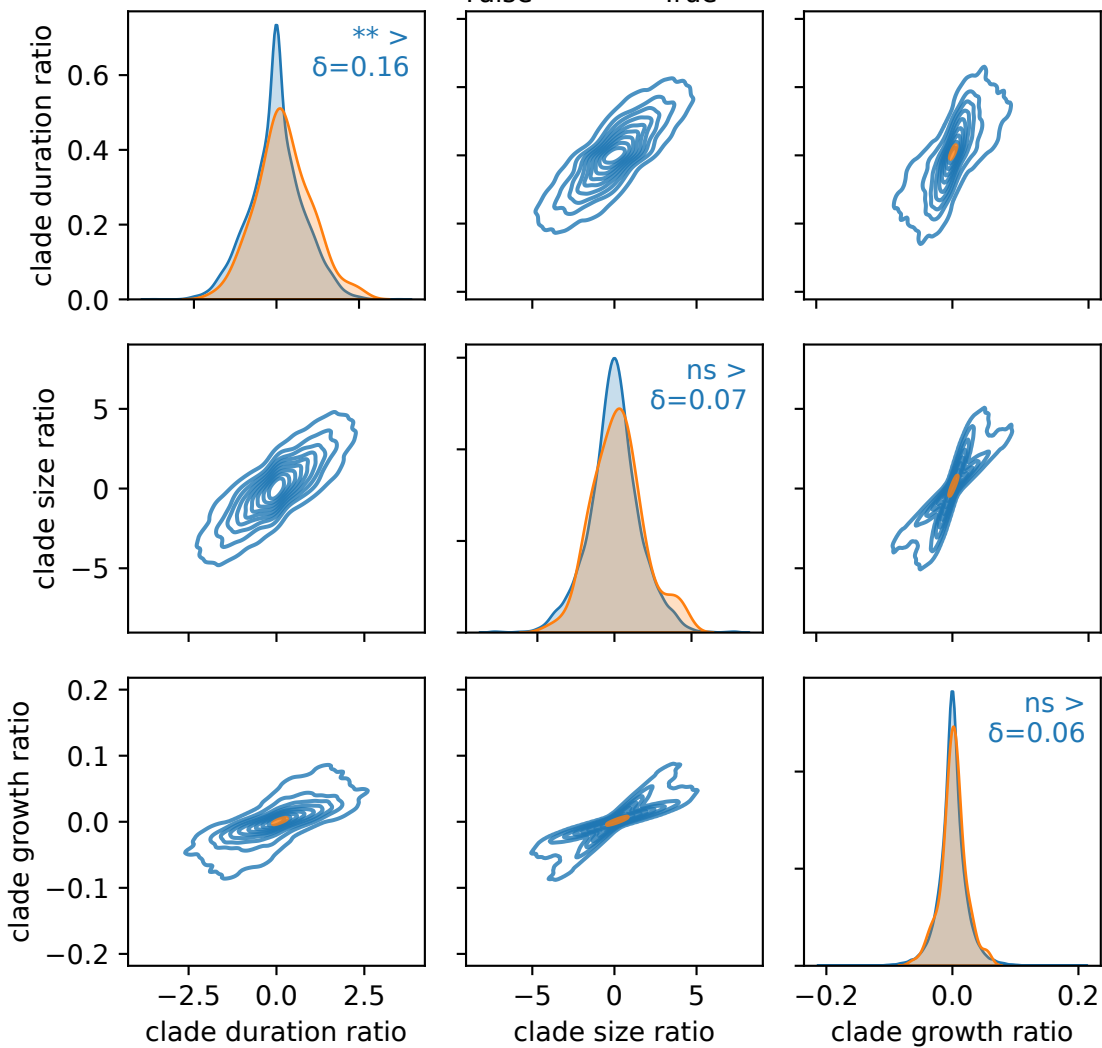 ** >
δ=0.16
clade duration ratio
0.6
0.4
0.2
0.0
ns >
δ=0.07
clade size ratio
5
0
−5
ns >
δ=0.06
clade growth ratio
0.2
0.1
0.0
−0.1
−0.2
−2.5 0.0 2.5
−5 0 5
−0.2 0.0 0.2
clade duration ratio
clade size ratio
clade growth ratio